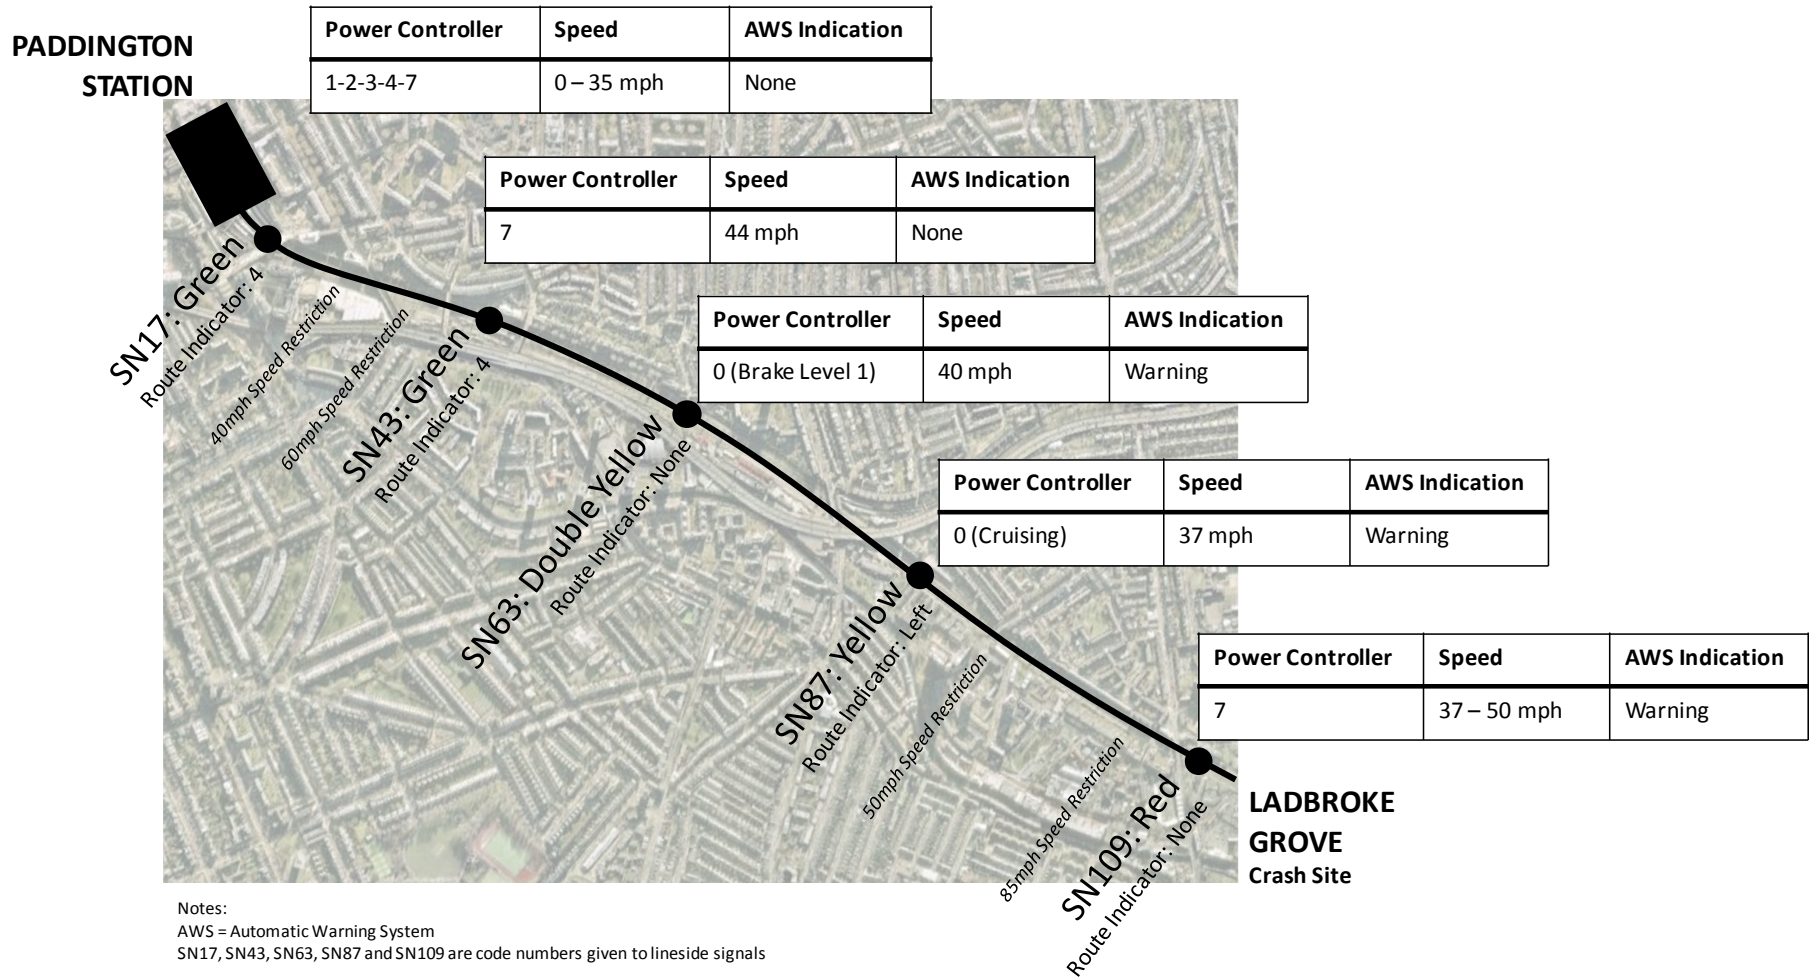 PADDINGTON
STATION
Power Controller Speed AWS Indication
1-2-3-4-7 0 – 35 mph None
Power Controller Speed AWS Indication
7 44 mph None
Power Controller Speed AWS Indication
0 (Brake Level 1) 40 mph Warning
Power Controller Speed AWS Indication
0 (Cruising) 37 mph Warning
Power Controller Speed AWS Indication
7 37 – 50 mph Warning
SN17: Green
Route Indicator: 4
40mph Speed Restriction
60mph Speed Restriction
SN43: Green
Route Indicator: 4
SN63: Double Yellow
Route Indicator: None
SN87: Yellow
Route Indicator: Left
50mph Speed Restriction
85mph Speed Restriction
SN109: Red
Route Indicator: None
LADBROKE
GROVE
Crash Site
Notes:
AWS = Automatic Warning System
SN17, SN43, SN63, SN87 and SN109 are code numbers given to lineside signals